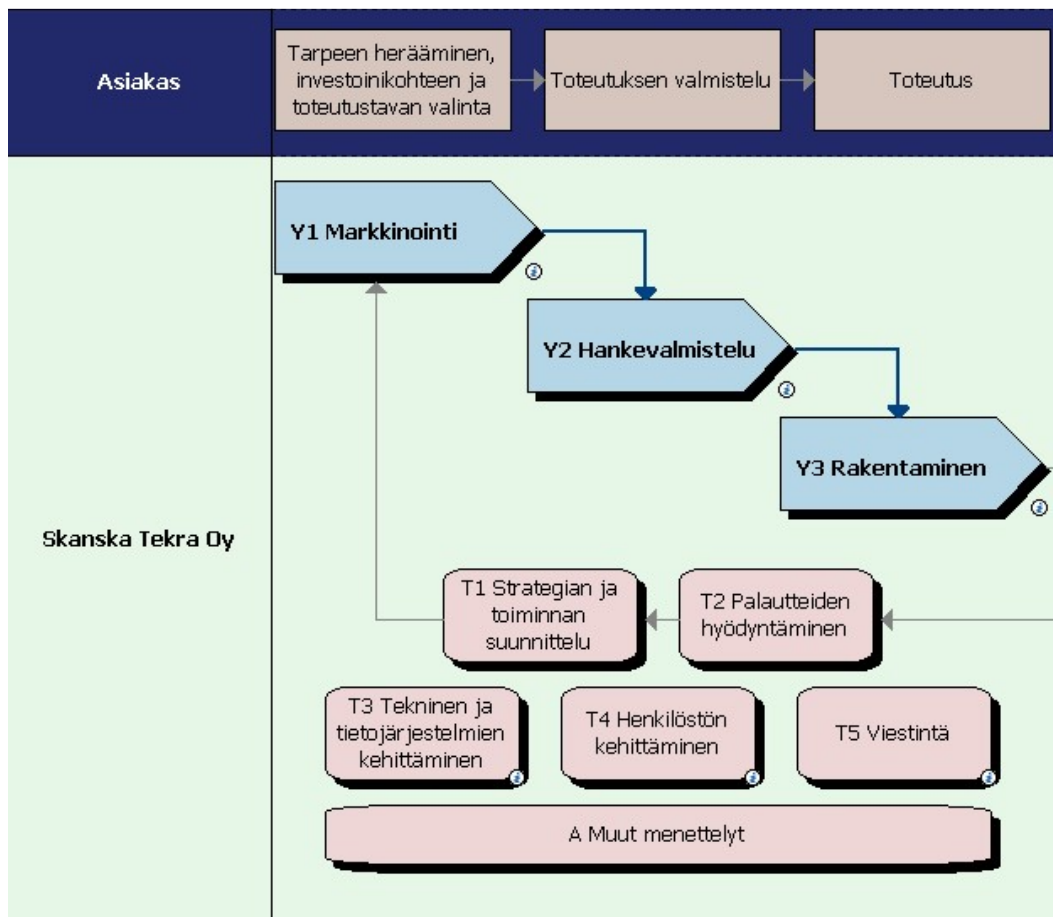 Asiakas
Tarpeen herääminen,
investoinikohteen ja
toteutustavan valinta
Toteutuksen valmistelu
Toteutus
Y1 Markkinointi
Y2 Hankevalmistelu
Y3 Rakentaminen
Skanska Tekra Oy
T1 Strategian ja
toiminnan
suunnittelu
T2 Palautteiden
hyödyntäminen
T3 Tekninen ja
tietojärjestelmien
kehittäminen
T4 Henkilöstön
kehittäminen
T5 Viestintä
A Muut menettelyt